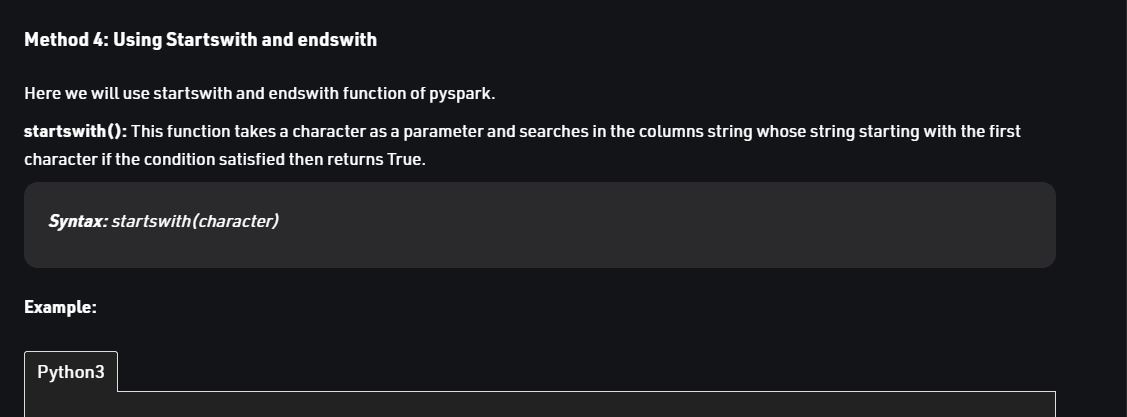 Method 4: Using Startswith and endswith
Here we will use startswith and endswith function of pyspark.
startswith(): This function takes a character as a parameter and searches in the columns string whose string starting with the first
character if the condition satisfied then returns True.
Syntax: startswith(character)
Example:
Python3